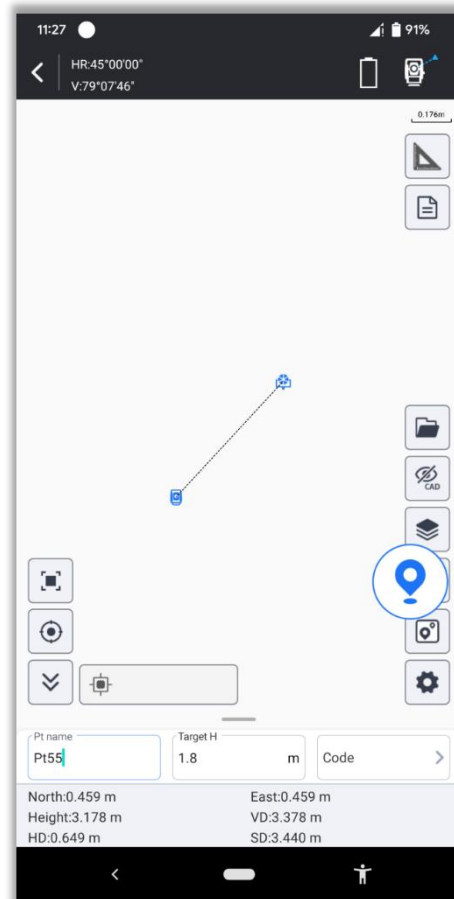 11:27
91%
HR:45°00'00"
V:79°07'46"
0.176m
CAD
Pt name
Pt55
Target H
1.8 m
Code
North:0.459 m
East:0.459 m
Height:3.178 m
VD:3.378 m
HD:0.649 m
SD:3.440 m